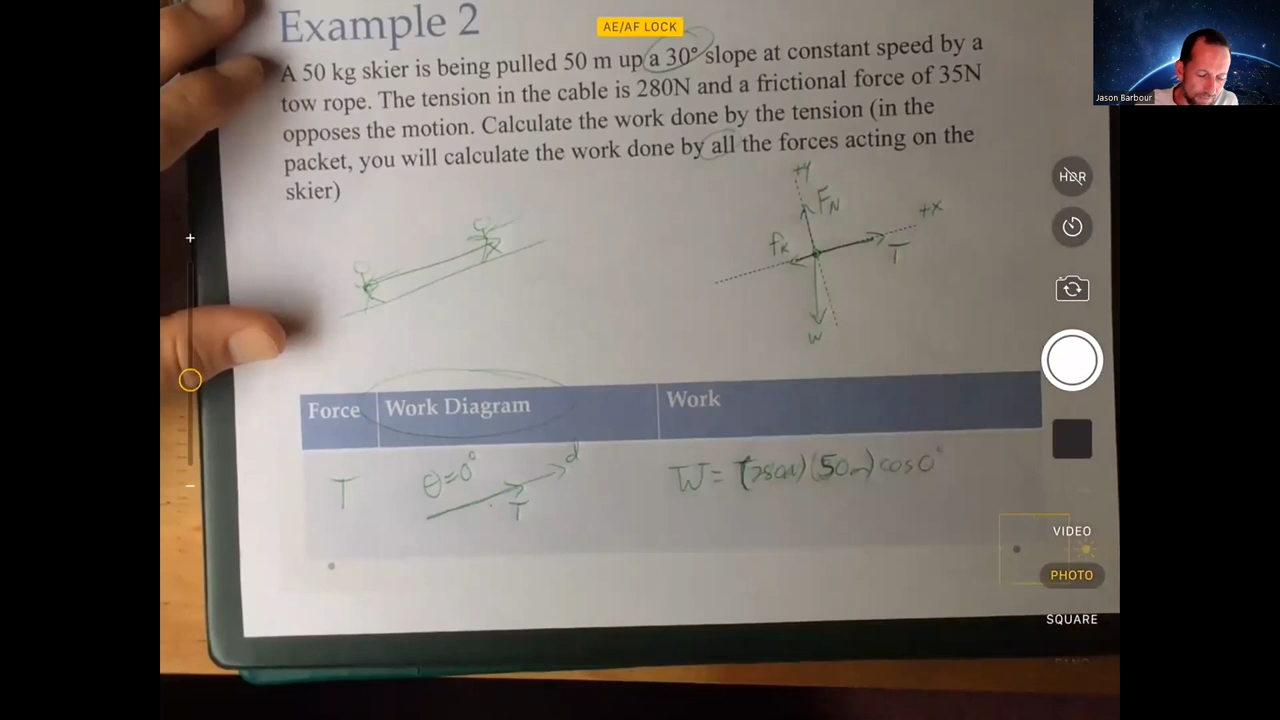 Example 2
AE/AF LOCK
A 50 kg skier is being pulled 50 m up a 30° slope at constant speed by a
tow rope. The tension in the cable is 280N and a frictional force of 35N
opposes the motion. Calculate the work done by the tension (in the
packet, you will calculate the work done by all the forces acting on the
skier)
Jason Barbour
HDR
+y
FN
+x
fk
T
W
Force
Work Diagram
Work
T
θ=0°
d
T
W = (280N)(50m) cos 0°
VIDEO
PHOTO
SQUARE